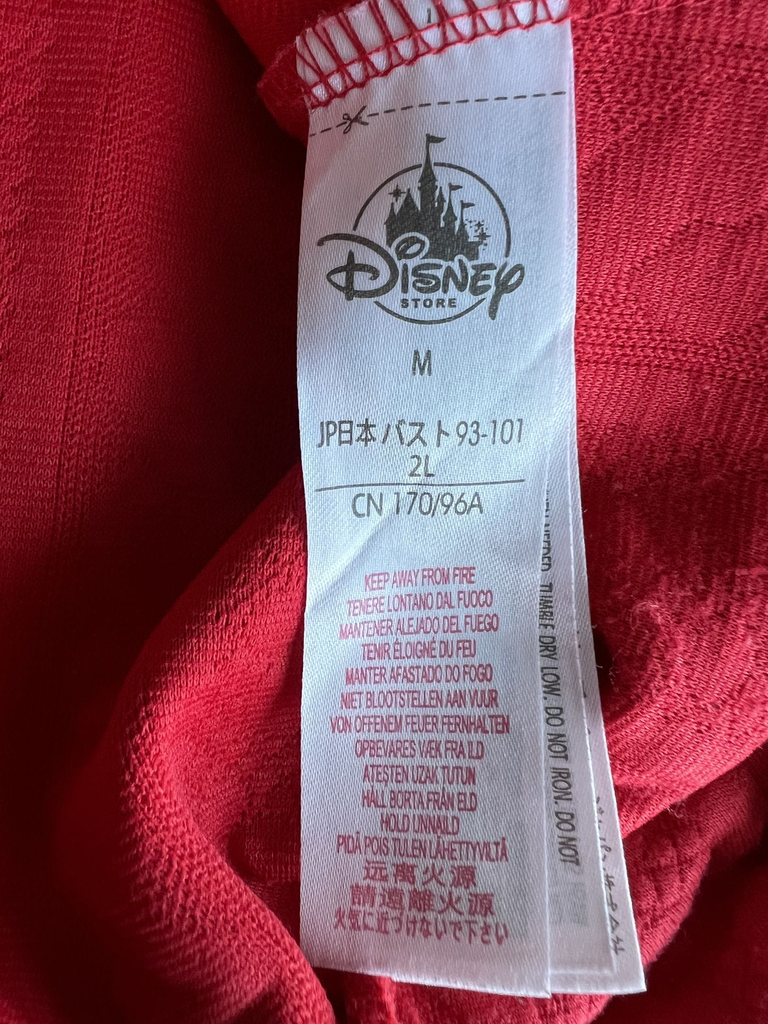 Disney
STORE
M
JP日本 バスト 93-101
2L
CN 170/96A
KEEP AWAY FROM FIRE
TENERE LONTANO DAL FUOCO
MANTENER ALEJADO DEL FUEGO
TENIR ÉLOIGNÉ DU FEU
MANTER AFASTADO DO FOGO
NIET BLOOTSTELLEN AAN VUUR
VON OFFENEM FEUER FERNHALTEN
OPBEVARES VÆK FRA ILD
ATEŞTEN UZAK TUTUN
HÅLL BORTA FRÅN ELD
HOLD UNNAILD
PIDÄ POIS TULEN LÄHETTYVILTÄ
远离火源
請遠離火源
火気に近づけないで下さい
NEEDED. TUMBLE DRY LOW. DO NOT IRON. DO NOT